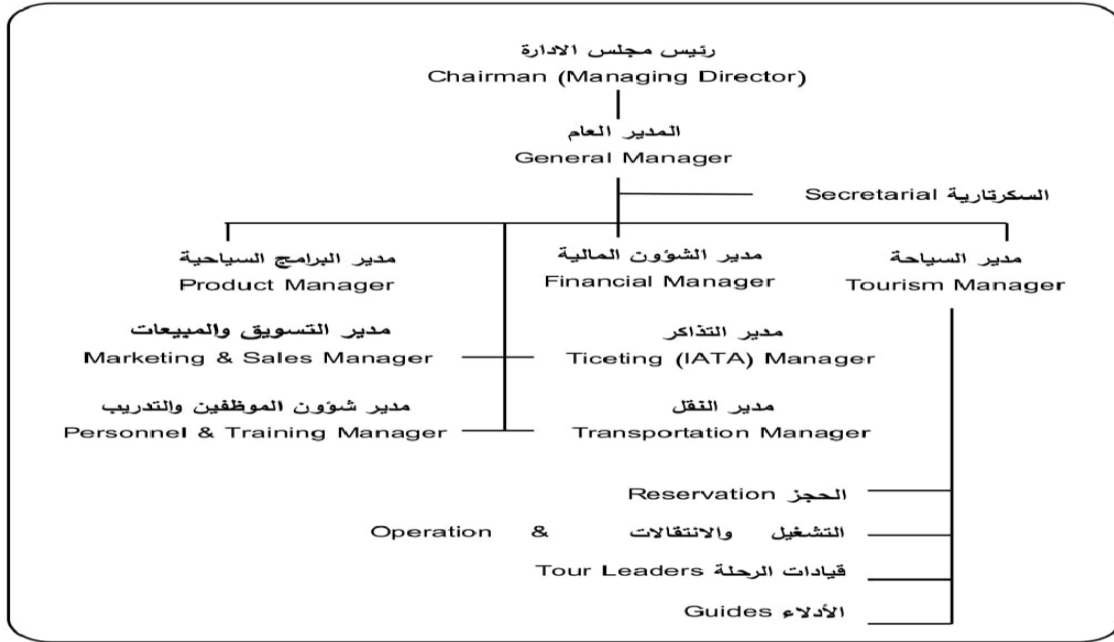 رئيس مجلس الادارة
Chairman (Managing Director)
المدير العام
General Manager
السكرتارية Secretarial
مدير البرامج السياحية
Product Manager
مدير الشؤون المالية
Financial Manager
مدير السياحة
Tourism Manager
مدير التسويق والمبيعات
Marketing & Sales Manager
مدير التذاكر
Ticeting (IATA) Manager
مدير شؤون الموظفين والتدريب
Personnel & Training Manager
مدير النقل
Transportation Manager
الحجز Reservation
التشغيل والانتقالات & Operation
قيادات الرحلة Tour Leaders
الأدلاء Guides